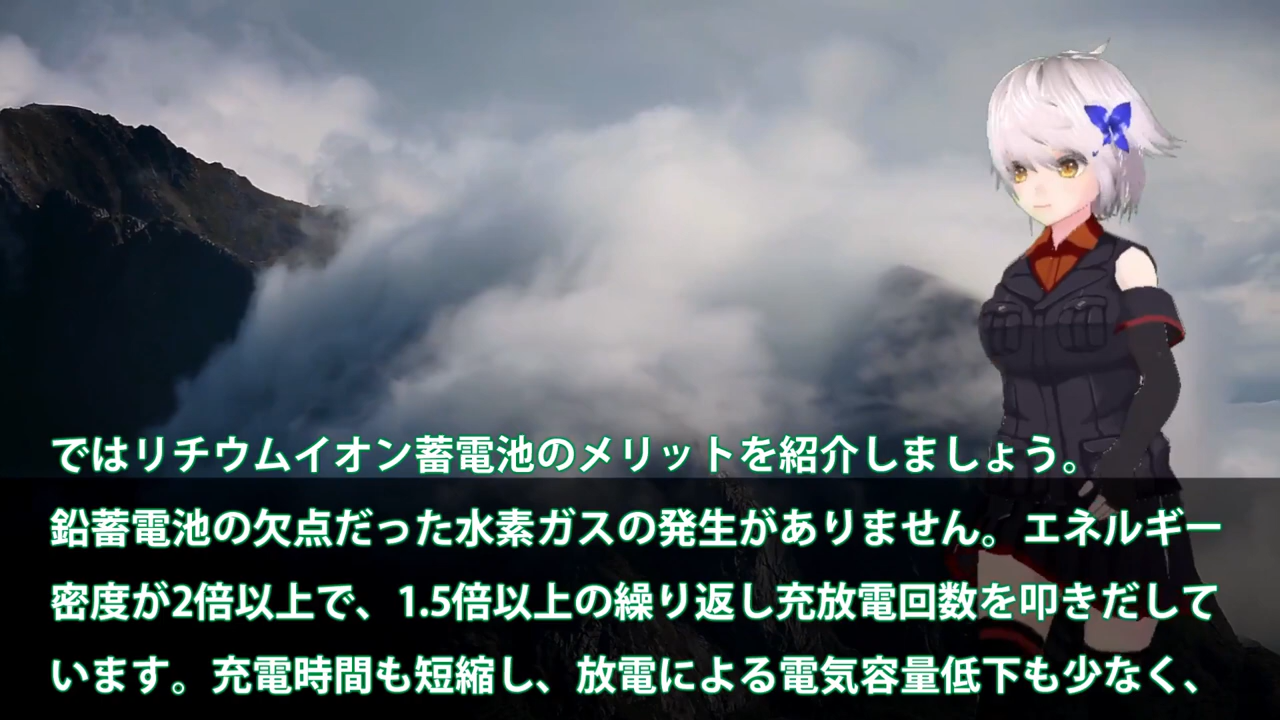 ではリチウムイオン蓄電池のメリットを紹介しましょう。
鉛蓄電池の欠点だった水素ガスの発生がありません。エネルギー
密度が2倍以上で、1.5倍以上の繰り返し充放電回数を叩きだして
います。充電時間も短縮し、放電による電気容量低下も少なく、